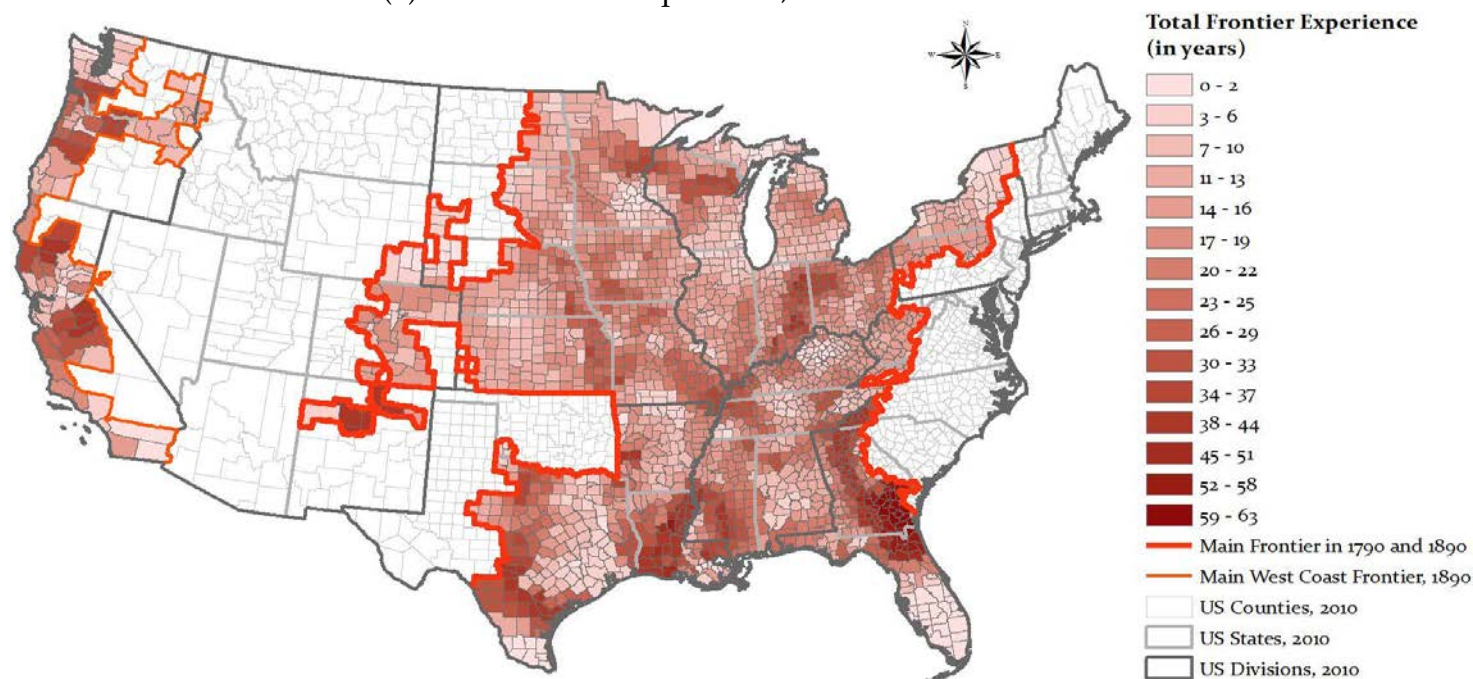 Total Frontier Experience
(in years)
N
W E
S
0 - 2
3 - 6
7 - 10
11 - 13
14 - 16
17 - 19
20 - 22
23 - 25
26 - 29
30 - 33
34 - 37
38 - 44
45 - 51
52 - 58
59 - 63
Main Frontier in 1790 and 1890
Main West Coast Frontier, 1890
US Counties, 2010
US States, 2010
US Divisions, 2010